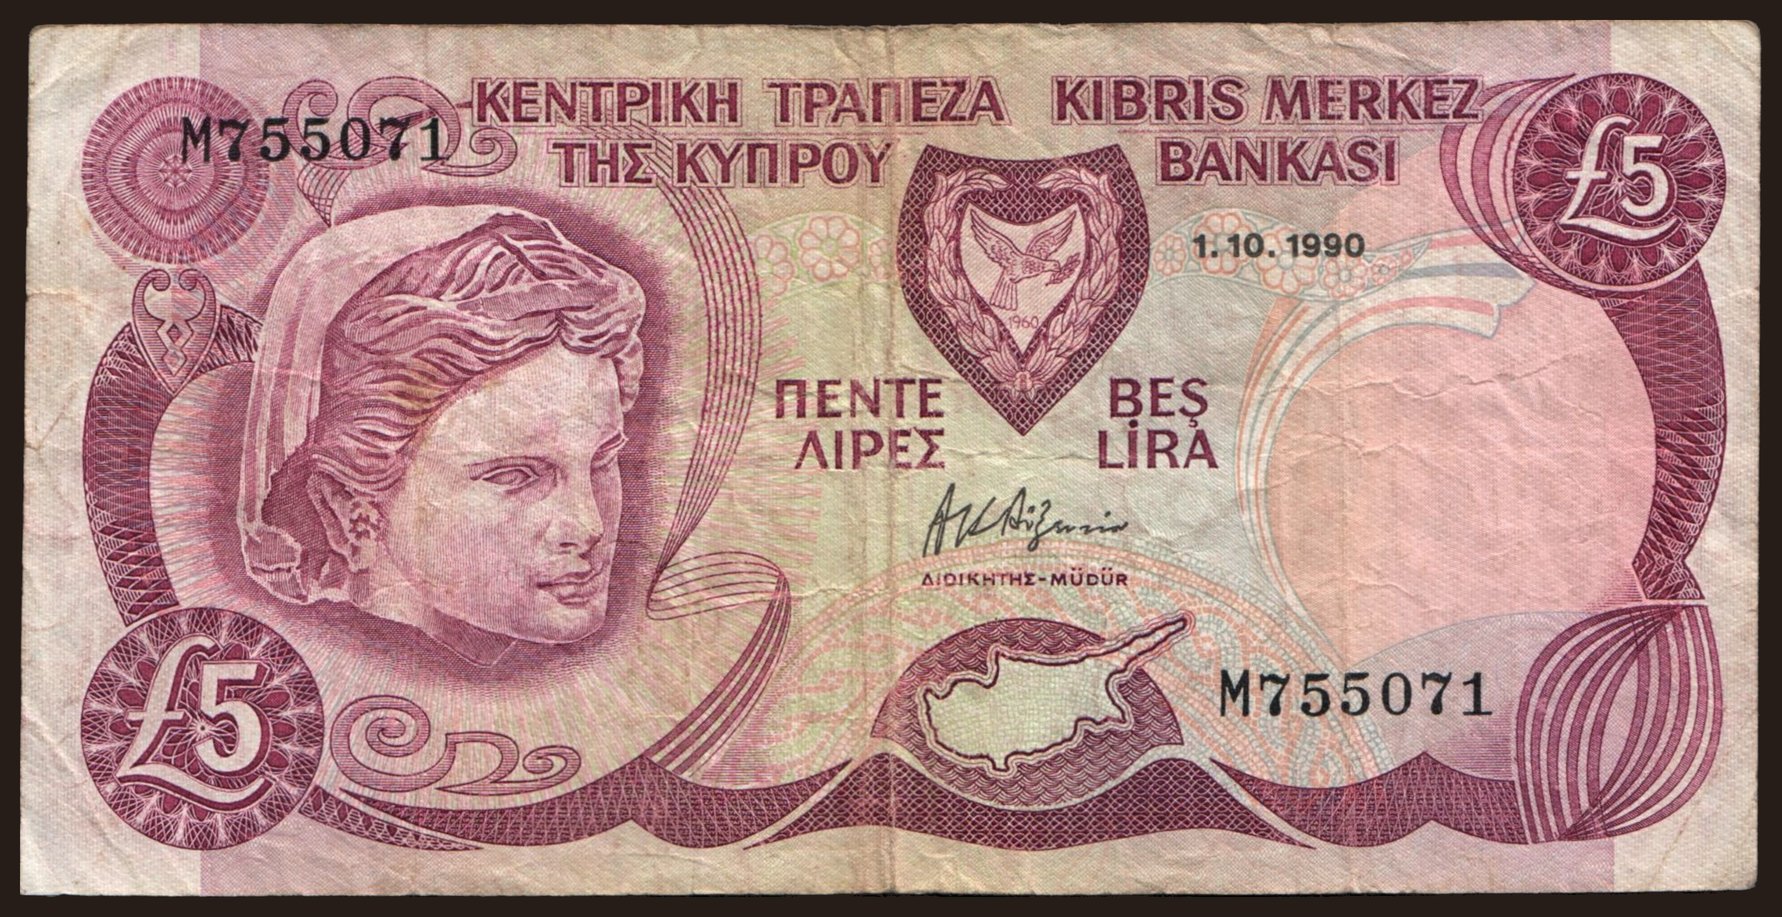 ΚΕΝΤΡΙΚΗ ΤΡΑΠΕΖΑ
ΤΗΣ ΚΥΠΡΟΥ
KIBRIS MERKEZ
BANKASI
£5
M755071
1.10.1990
1960
ΠΕΝΤΕ
ΛΙΡΕΣ
BEŞ
LİRA
ΔΙΟΙΚΗΤΗΣ-MÜDÜR
M755071
£5